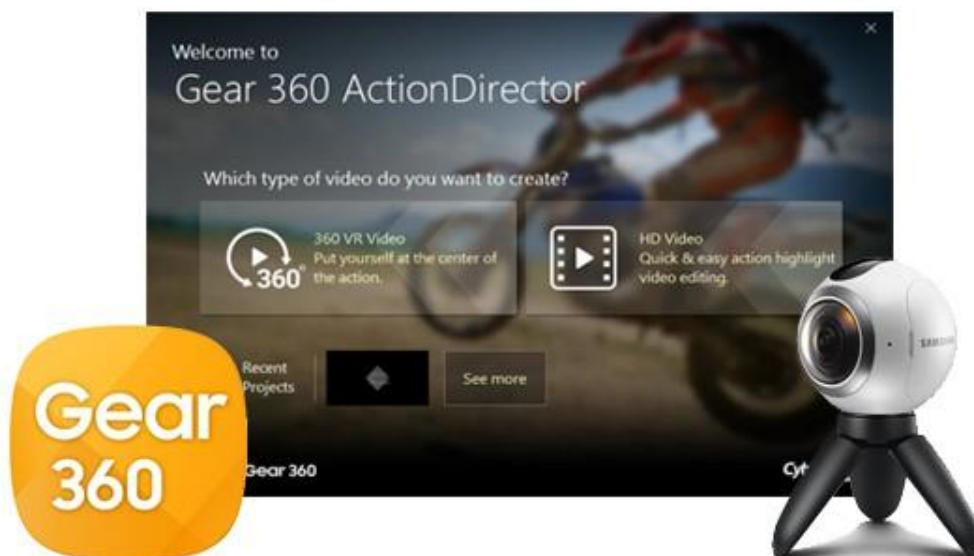 Welcome to
Gear 360 ActionDirector
Which type of video do you want to create?
360 VR Video
Put yourself at the center of
the action.
360°
HD Video
Quick & easy action highlight
video editing.
Recent
Projects
See more
Gear 360
Gear
360